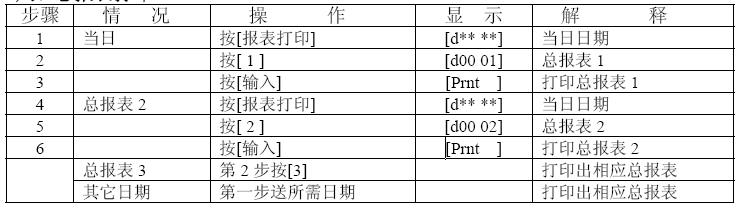 步骤 情 况 操 作 显 示 解 释
1 当日 按[报表打印] [d** **] 当日日期
2 按[ 1 ] [d00 01] 总报表 1
3 按[输入] [Prnt ] 打印总报表 1
4 总报表 2 按[报表打印] [d** **] 当日日期
5 按[ 2 ] [d00 02] 总报表 2
6 按[输入] [Prnt ] 打印总报表 2
总报表 3 第 2 步按[3] 打印出相应总报表
其它日期 第一步送所需日期 打印出相应总报表